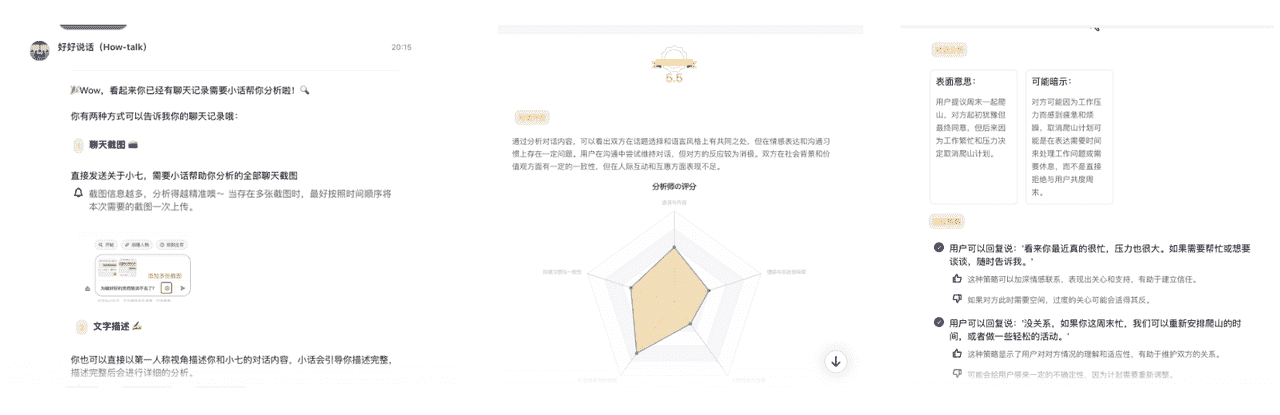 好好说话（How-talk）
20:15
🎉Wow，看起来你已经有聊天记录需要小话帮你分析啦！🔍
你有两种方式可以告诉我你的聊天记录哦：
聊天截图
直接发送关于小七，需要小话帮助你分析的全部聊天截图
截图信息越多，分析得越精准噢～ 当存在多张截图时，最好按照时间顺序将
本次需要的截图一次上传。
添加多张截图
文字描述
你也可以直接以第一人称视角描述你和小七的对话内容，小话会引导你描述完整，
描述完整后会进行详细的分析。
5.5
通过分析对话内容，可以看出双方在话题选择和语言风格上有共同之处，但在情感表达和沟通习
惯上存在一定问题。用户在沟通中尝试维持对话，但对方的反应较为消极。双方在社会背景和价
值观方面有一定的一致性，但在人际互动和互惠方面表现不足。
分析师的评分
表面意思：
用户提议周末一起爬
山，对方起初犹豫但
最终同意，但后来因
为工作繁忙和压力决
定取消爬山计划。
可能暗示：
对方可能因为工作压
力而感到疲惫和烦
躁，取消爬山计划可
能是在表达需要时间
来处理工作问题或需
要休息，而不是直接
拒绝与用户共度周
末。
用户可以回复说：'看来你最近真的很忙，压力也很大。如果需要帮忙或想要
谈谈，随时告诉我。'
这种策略可以加深情感联系，表现出关心和支持，有助于建立信任。
如果对方此时需要空间，过度的关心可能会适得其反。
用户可以回复说：'没关系，如果你这周末忙，我们可以重新安排爬山的时
间，或者做一些轻松的活动。'
这种策略显示了用户对对方情况的理解和适应性，有助于维护双方的关系。
可能会给用户带来一定的不确定性，因为计划需要重新调整。